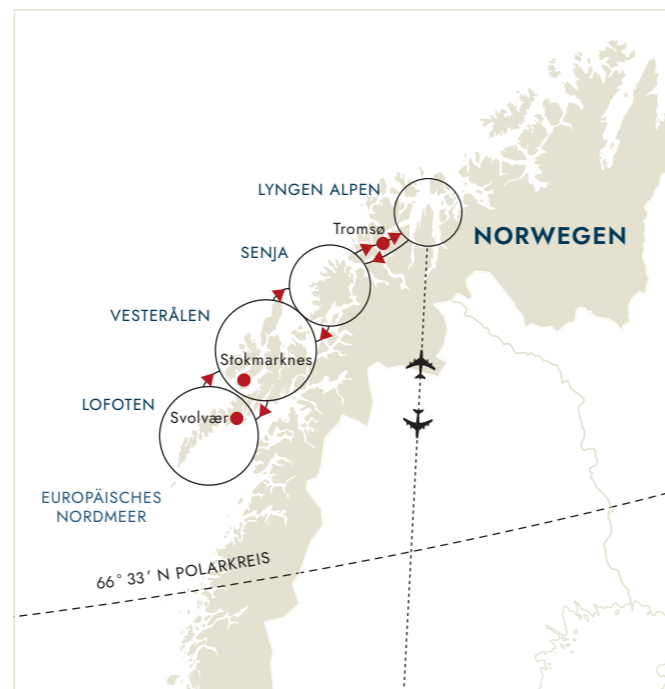 LYNGEN ALPEN
Tromsø
NORWEGEN
SENJA
VESTERÅLEN
Stokmarknes
LOFOTEN
Svolvær
EUROPÄISCHES
NORDMEER
66° 33′ N POLARKREIS